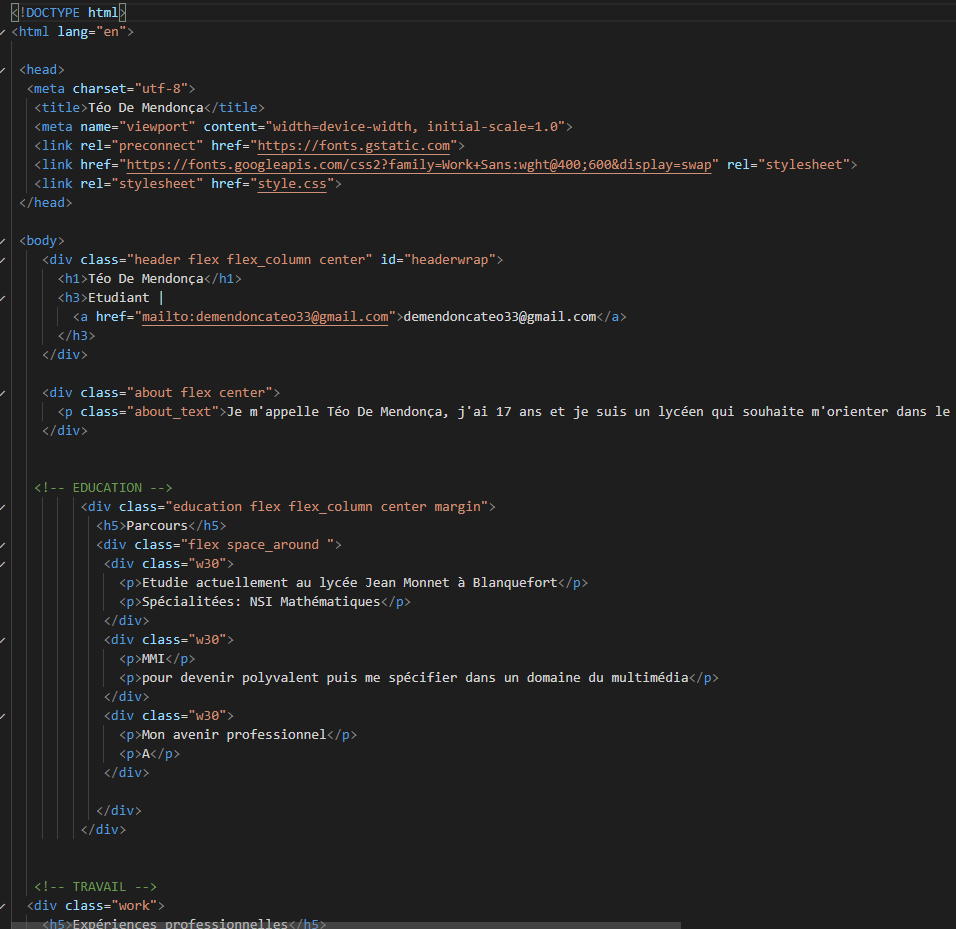 <!DOCTYPE html>
<html lang="en">
<head>
<meta charset="utf-8">
<title>Téo De Mendonça</title>
<meta name="viewport" content="width=device-width, initial-scale=1.0">
<link rel="preconnect" href="https://fonts.gstatic.com">
<link href="https://fonts.googleapis.com/css2?family=Work+Sans:wght@400;600&display=swap" rel="stylesheet">
<link rel="stylesheet" href="style.css">
</head>
<body>
<div class="header flex flex_column center" id="headerwrap">
<h1>Téo De Mendonça</h1>
<h3>Etudiant |
<a href="mailto:demendoncateo33@gmail.com">demendoncateo33@gmail.com</a>
</h3>
</div>
<div class="about flex center">
<p class="about_text">Je m'appelle Téo De Mendonça, j'ai 17 ans et je suis un lycéen qui souhaite m'orienter dans le
</div>
<!-- EDUCATION -->
<div class="education flex flex_column center margin">
<h5>Parcours</h5>
<div class="flex space_around ">
<div class="w30">
<p>Etudie actuellement au lycée Jean Monnet à Blanquefort</p>
<p>Spécialitées: NSI Mathématiques</p>
</div>
<div class="w30">
<p>MMI</p>
<p>pour devenir polyvalent puis me spécifier dans un domaine du multimédia</p>
</div>
<div class="w30">
<p>Mon avenir professionnel</p>
<p>A</p>
</div>
</div>
</div>
<!-- TRAVAIL -->
<div class="work">
<h5>Expériences professionnelles</h5>